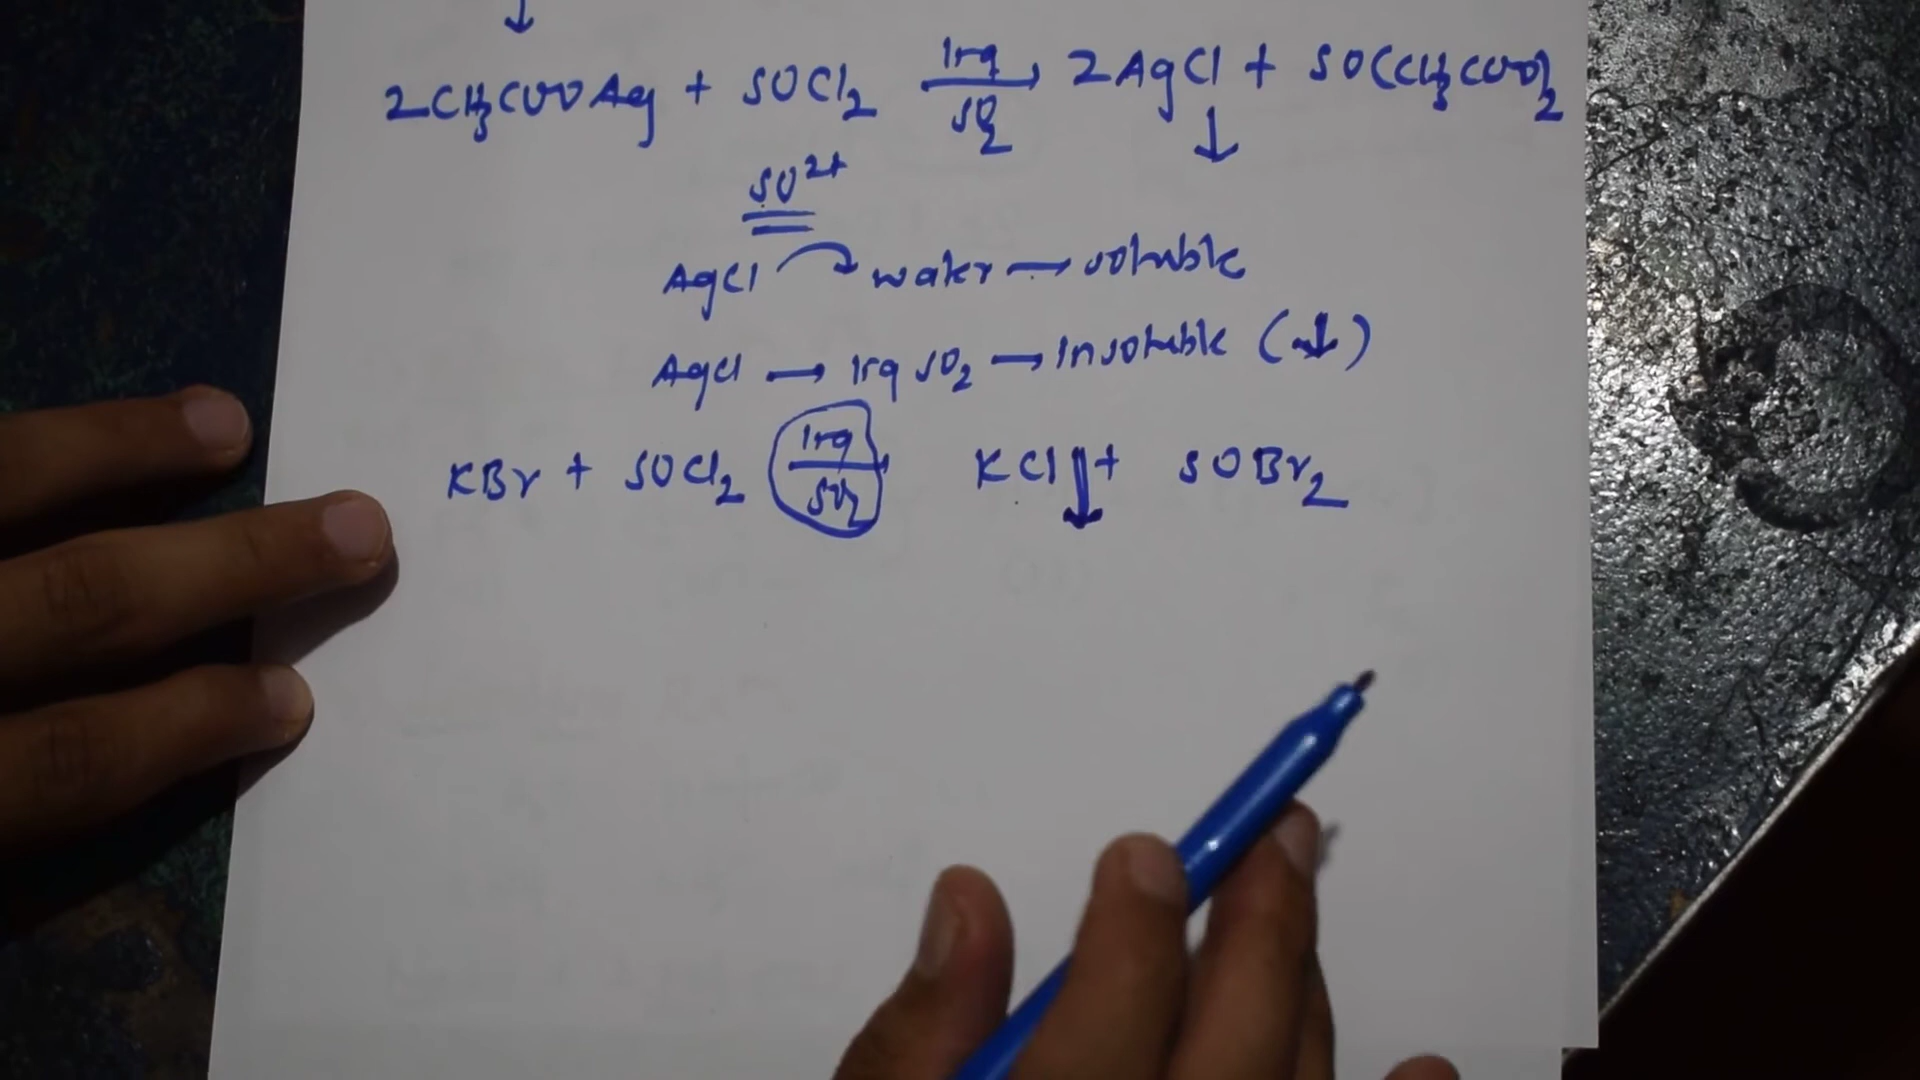 2CH₃COOAg + SOCl₂ liq/SO₂ → 2AgCl ↓ + SO(CH₃COO)₂
SO²⁺
AgCl → water → soluble
AgCl → liq SO₂ → Insoluble (↓)
KBr + SOCl₂ liq/SO₂ → KCl ↓ + SOBr₂